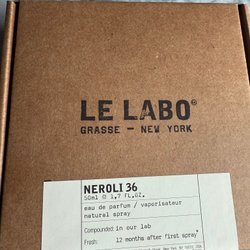 LE LABO®
GRASSE — NEW YORK
NEROLI 36
50ml ℮ 1,7 FL.OZ.
eau de parfum / vaporisateur
natural spray
Compounded in our lab
Fresh: 12 months after first spray